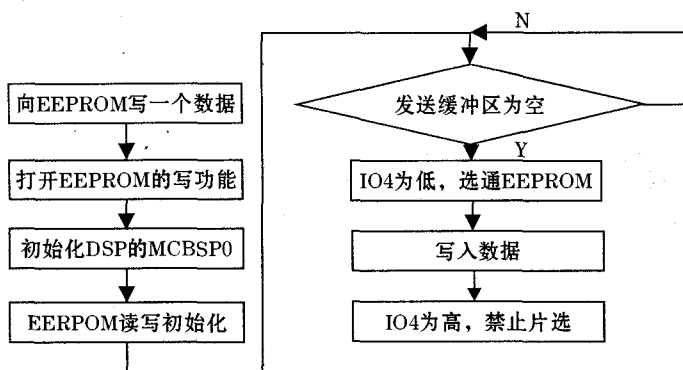 向EEPROM写一个数据
打开EEPROM的写功能
初始化DSP的MCBSP0
EERPOM读写初始化
N
发送缓冲区为空
Y
IO4为低，选通EEPROM
写入数据
IO4为高，禁止片选